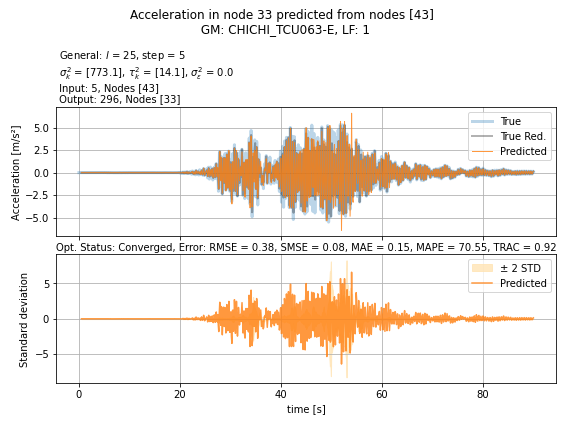 Acceleration in node 33 predicted from nodes [43]
GM: CHICHI_TCU063-E, LF: 1
General: l = 25, step = 5
σ²ₖ = [773.1], τ²ₖ = [14.1], σ²ε = 0.0
Input: 5, Nodes [43]
Output: 296, Nodes [33]
Acceleration [m/s²]
5.0
2.5
0.0
−2.5
−5.0
True
True Red.
Predicted
Opt. Status: Converged, Error: RMSE = 0.38, SMSE = 0.08, MAE = 0.15, MAPE = 70.55, TRAC = 0.92
Standard deviation
5
0
−5
± 2 STD
Predicted
0 20 40 60 80
time [s]